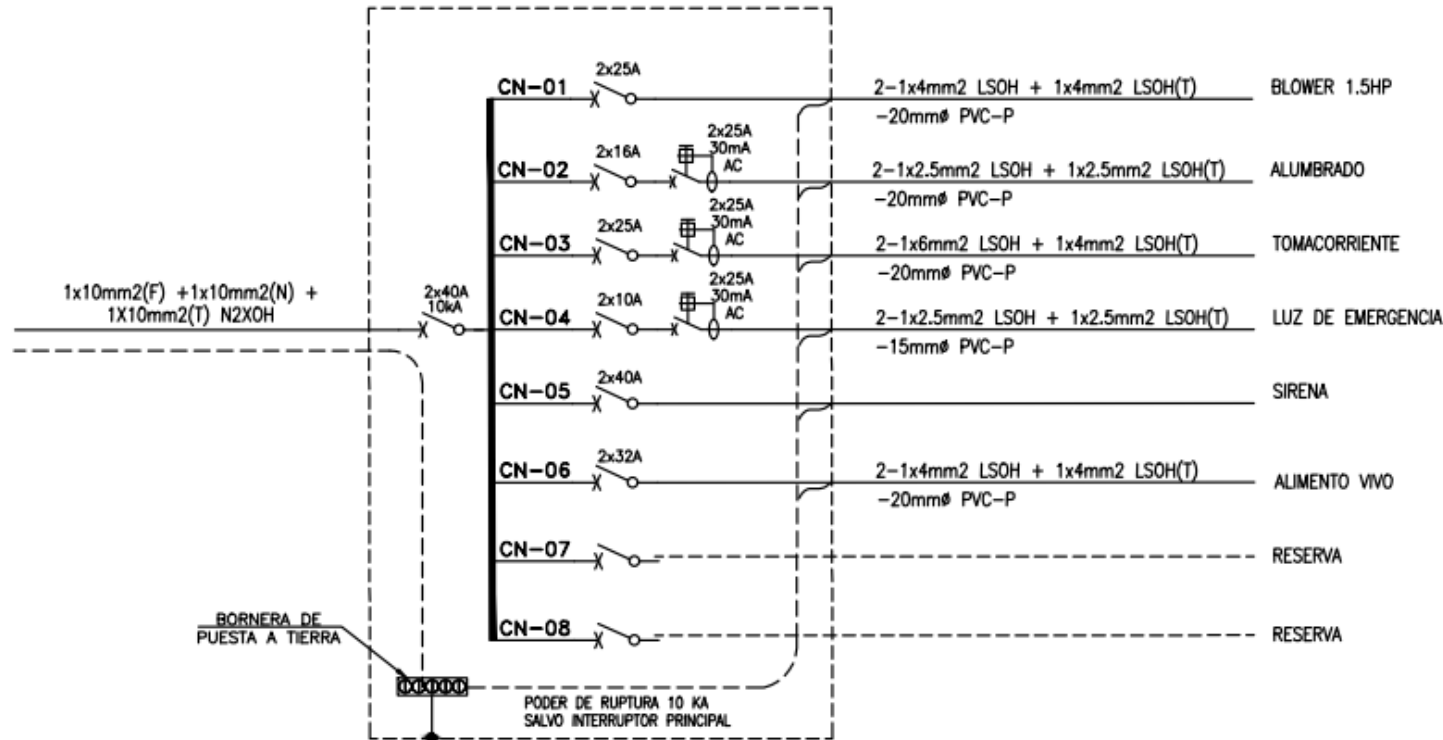 1x10mm2(F) +1x10mm2(N) +
1X10mm2(T) N2XOH
2x40A
10kA
CN-01
2x25A
2-1x4mm2 LSOH + 1x4mm2 LSOH(T)
-20mmø PVC-P
BLOWER 1.5HP
CN-02
2x16A
2x25A
30mA
AC
2-1x2.5mm2 LSOH + 1x2.5mm2 LSOH(T)
-20mmø PVC-P
ALUMBRADO
CN-03
2x25A
2x25A
30mA
AC
2-1x6mm2 LSOH + 1x4mm2 LSOH(T)
-20mmø PVC-P
TOMACORRIENTE
CN-04
2x10A
2x25A
30mA
AC
2-1x2.5mm2 LSOH + 1x2.5mm2 LSOH(T)
-15mmø PVC-P
LUZ DE EMERGENCIA
CN-05
2x40A
SIRENA
CN-06
2x32A
2-1x4mm2 LSOH + 1x4mm2 LSOH(T)
-20mmø PVC-P
ALIMENTO VIVO
CN-07
RESERVA
CN-08
RESERVA
BORNERA DE
PUESTA A TIERRA
PODER DE RUPTURA 10 KA
SALVO INTERRUPTOR PRINCIPAL